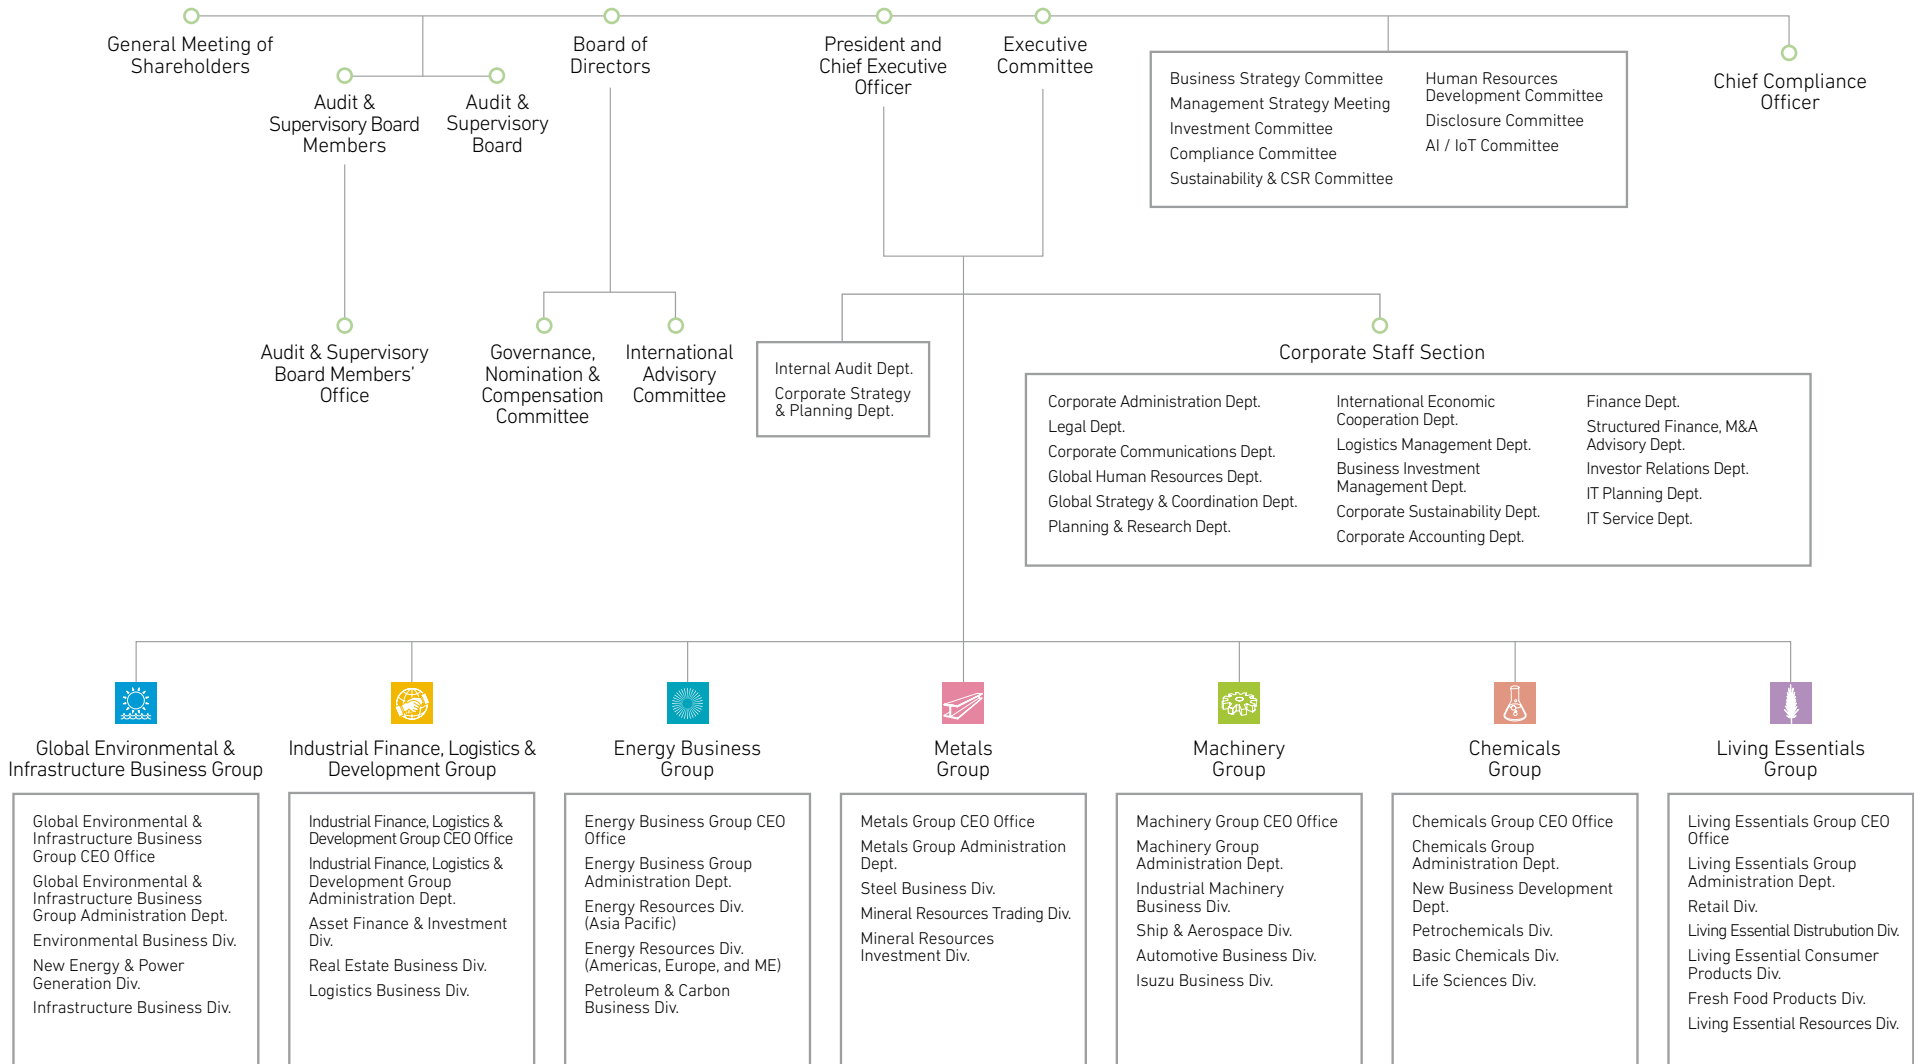 General Meeting of
Shareholders
Audit &
Supervisory Board
Members
Audit &
Supervisory
Board
Board of
Directors
President and
Chief Executive
Officer
Executive
Committee
Business Strategy Committee
Management Strategy Meeting
Investment Committee
Compliance Committee
Sustainability & CSR Committee
Human Resources
Development Committee
Disclosure Committee
AI / IoT Committee
Chief Compliance
Officer
Audit & Supervisory
Board Members’
Office
Governance,
Nomination &
Compensation
Committee
International
Advisory
Committee
Internal Audit Dept.
Corporate Strategy
& Planning Dept.
Corporate Staff Section
Corporate Administration Dept.
Legal Dept.
Corporate Communications Dept.
Global Human Resources Dept.
Global Strategy & Coordination Dept.
Planning & Research Dept.
International Economic
Cooperation Dept.
Logistics Management Dept.
Business Investment
Management Dept.
Corporate Sustainability Dept.
Corporate Accounting Dept.
Finance Dept.
Structured Finance, M&A
Advisory Dept.
Investor Relations Dept.
IT Planning Dept.
IT Service Dept.
Global Environmental &
Infrastructure Business Group
Global Environmental &
Infrastructure Business
Group CEO Office
Global Environmental &
Infrastructure Business
Group Administration Dept.
Environmental Business Div.
New Energy & Power
Generation Div.
Infrastructure Business Div.
Industrial Finance, Logistics &
Development Group
Industrial Finance, Logistics &
Development Group CEO Office
Industrial Finance, Logistics &
Development Group
Administration Dept.
Asset Finance & Investment
Div.
Real Estate Business Div.
Logistics Business Div.
Energy Business
Group
Energy Business Group CEO
Office
Energy Business Group
Administration Dept.
Energy Resources Div.
(Asia Pacific)
Energy Resources Div.
(Americas, Europe, and ME)
Petroleum & Carbon
Business Div.
Metals
Group
Metals Group CEO Office
Metals Group Administration
Dept.
Steel Business Div.
Mineral Resources Trading Div.
Mineral Resources
Investment Div.
Machinery
Group
Machinery Group CEO Office
Machinery Group
Administration Dept.
Industrial Machinery
Business Div.
Ship & Aerospace Div.
Automotive Business Div.
Isuzu Business Div.
Chemicals
Group
Chemicals Group CEO Office
Chemicals Group
Administration Dept.
New Business Development
Dept.
Petrochemicals Div.
Basic Chemicals Div.
Life Sciences Div.
Living Essentials
Group
Living Essentials Group CEO
Office
Living Essentials Group
Administration Dept.
Retail Div.
Living Essential Distrubution Div.
Living Essential Consumer
Products Div.
Fresh Food Products Div.
Living Essential Resources Div.